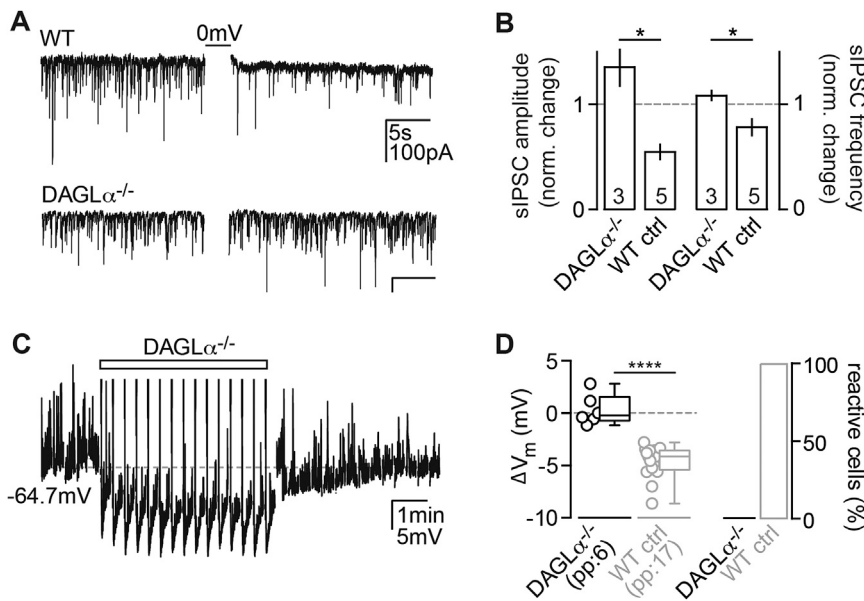 A
WT
0mV
5s
100pA
DAGLα⁻/⁻
B
sIPSC amplitude
(norm. change)
1
0
*
*
3
5
3
5
DAGLα⁻/⁻
WT ctrl
DAGLα⁻/⁻
WT ctrl
1
0
sIPSC frequency
(norm. change)
C
DAGLα⁻/⁻
-64.7mV
1min
5mV
D
ΔVm (mV)
5
0
-5
-10
****
DAGLα⁻/⁻
(pp:6)
WT ctrl
(pp:17)
DAGLα⁻/⁻
WT ctrl
100
50
0
reactive cells (%)